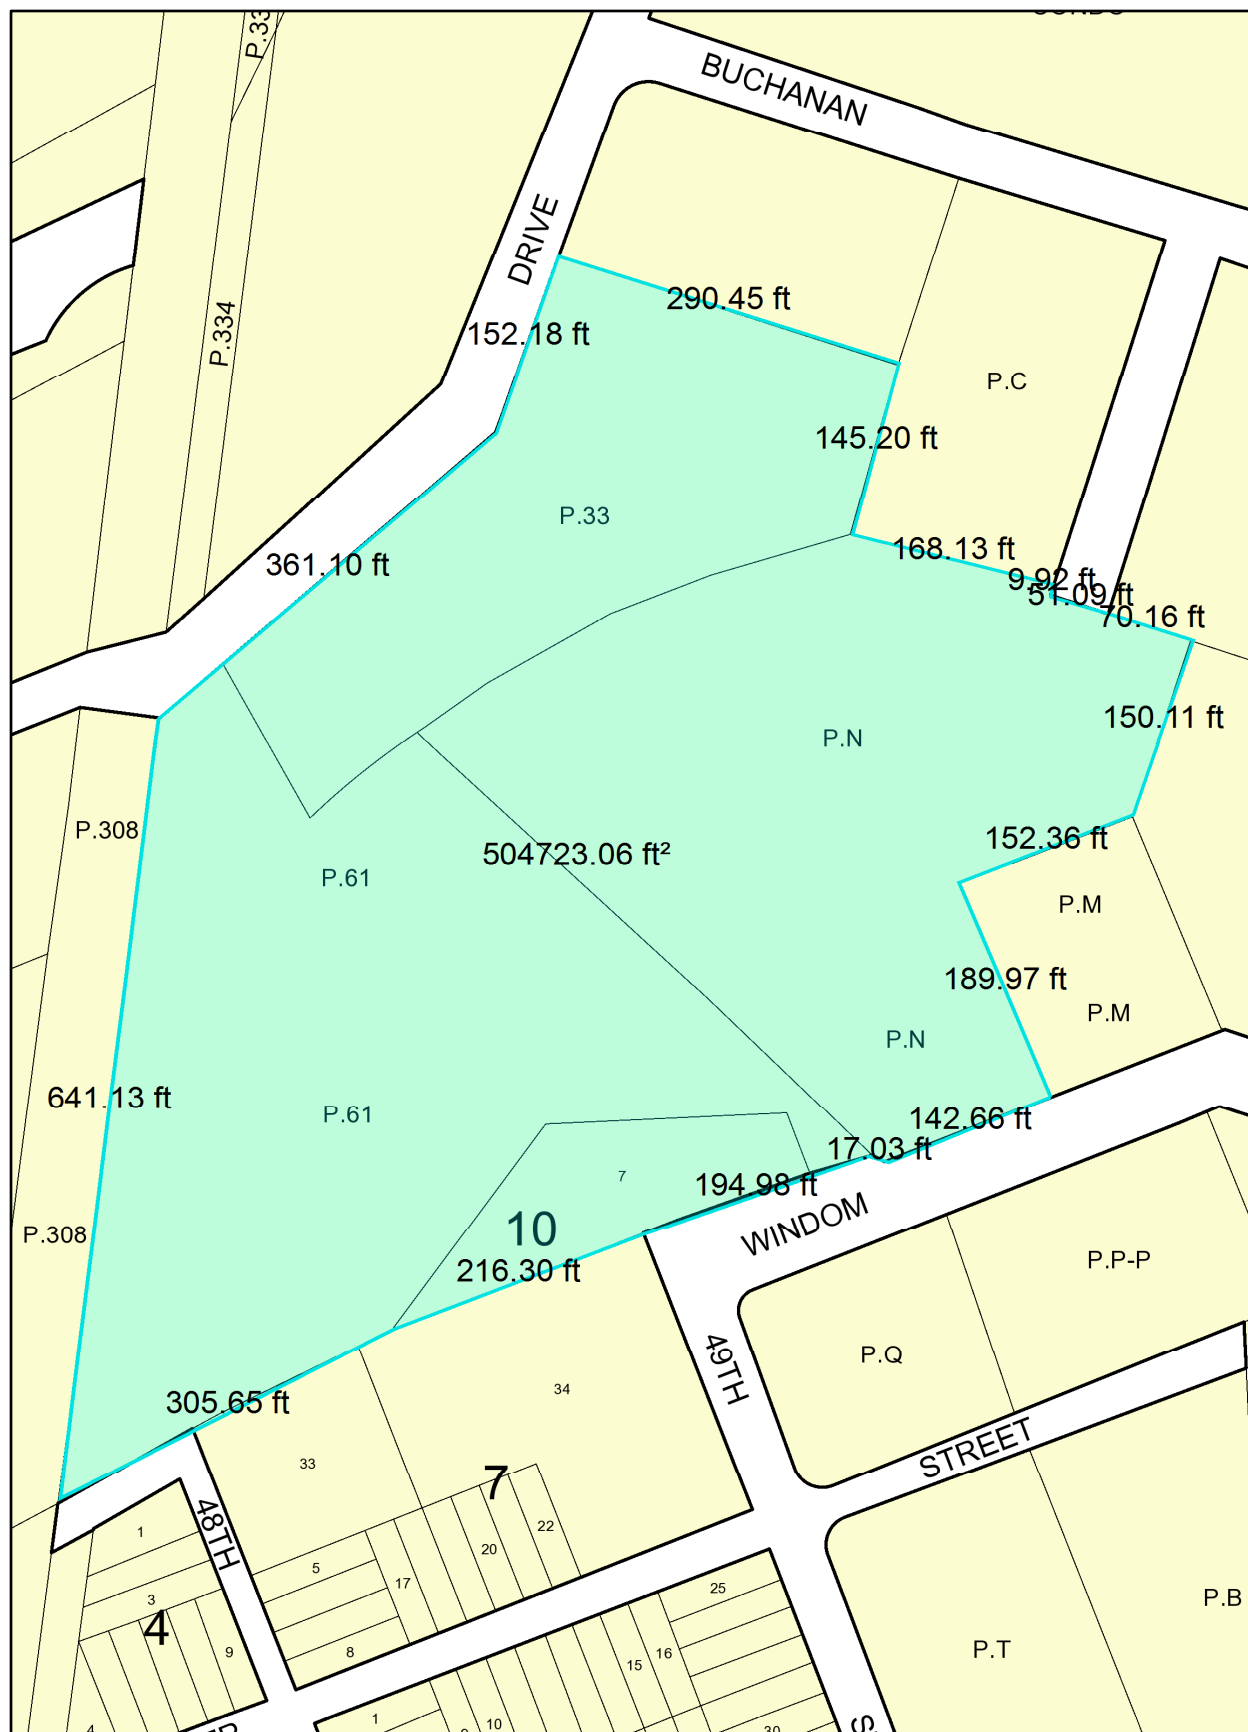 P.33
BUCHANAN
DRIVE
290.45 ft
152.18 ft
P.334
P.C
145.20 ft
P.33
168.13 ft
361.10 ft
9.92 ft
51.09 ft
70.16 ft
150.11 ft
P.N
P.308
152.36 ft
504723.06 ft²
P.61
P.M
189.97 ft
P.M
P.N
641.13 ft
P.61
142.66 ft
17.03 ft
7
194.98 ft
10
WINDOM
P.308
216.30 ft
P.P-P
P.Q
49TH
34
305.65 ft
STREET
33
7
48TH
1
22
20
5
17
3
25
4
P.B
9
8
15
16
P.T
1
10
30